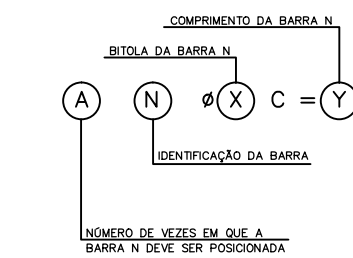 COMPRIMENTO DA BARRA N
BITOLA DA BARRA N
A N ø X C = Y
IDENTIFICAÇÃO DA BARRA
NÚMERO DE VEZES EM QUE A
BARRA N DEVE SER POSICIONADA